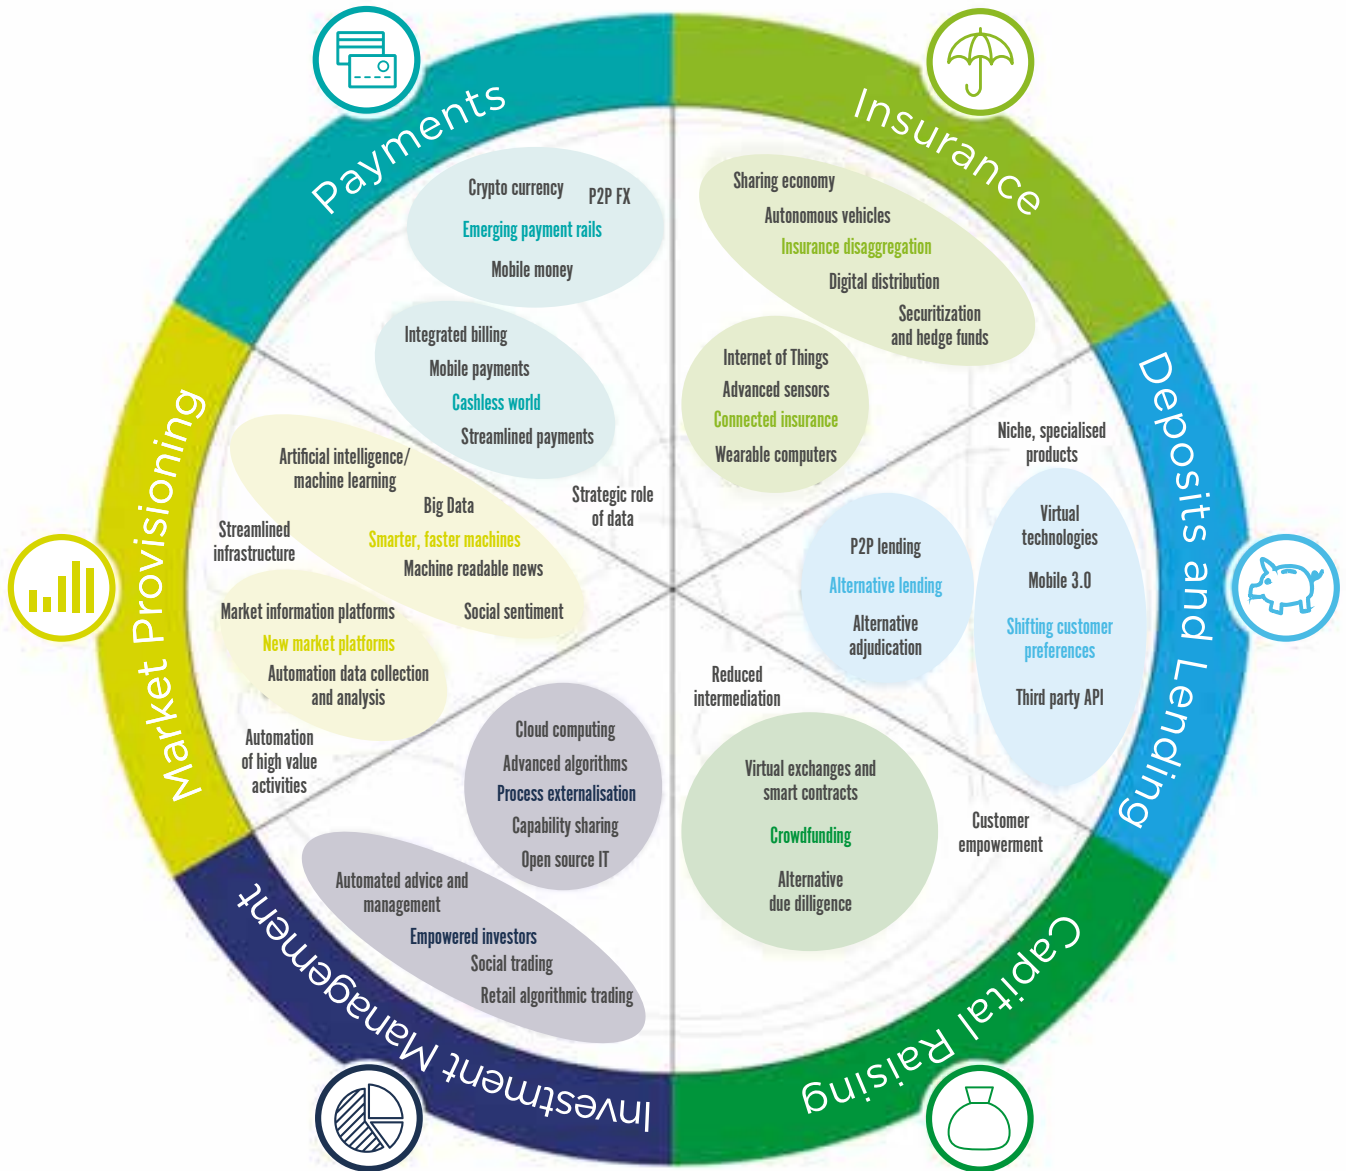 Payments
Crypto currency
P2P FX
Emerging payment rails
Mobile money
Integrated billing
Mobile payments
Cashless world
Streamlined payments
Strategic role
of data
Insurance
Sharing economy
Autonomous vehicles
Insurance disaggregation
Digital distribution
Securitization
and hedge funds
Internet of Things
Advanced sensors
Connected insurance
Wearable computers
Deposits and Lending
Niche, specialised
products
Virtual
technologies
Mobile 3.0
Shifting customer
preferences
Third party API
P2P lending
Alternative lending
Alternative
adjudication
Capital Raising
Reduced
intermediation
Virtual exchanges and
smart contracts
Crowdfunding
Alternative
due dilligence
Customer
empowerment
Investment Management
Cloud computing
Advanced algorithms
Process externalisation
Capability sharing
Open source IT
Automated advice and
management
Empowered investors
Social trading
Retail algorithmic trading
Market Provisioning
Artificial intelligence/
machine learning
Big Data
Smarter, faster machines
Machine readable news
Social sentiment
Streamlined
infrastructure
Market information platforms
New market platforms
Automation data collection
and analysis
Automation
of high value
activities